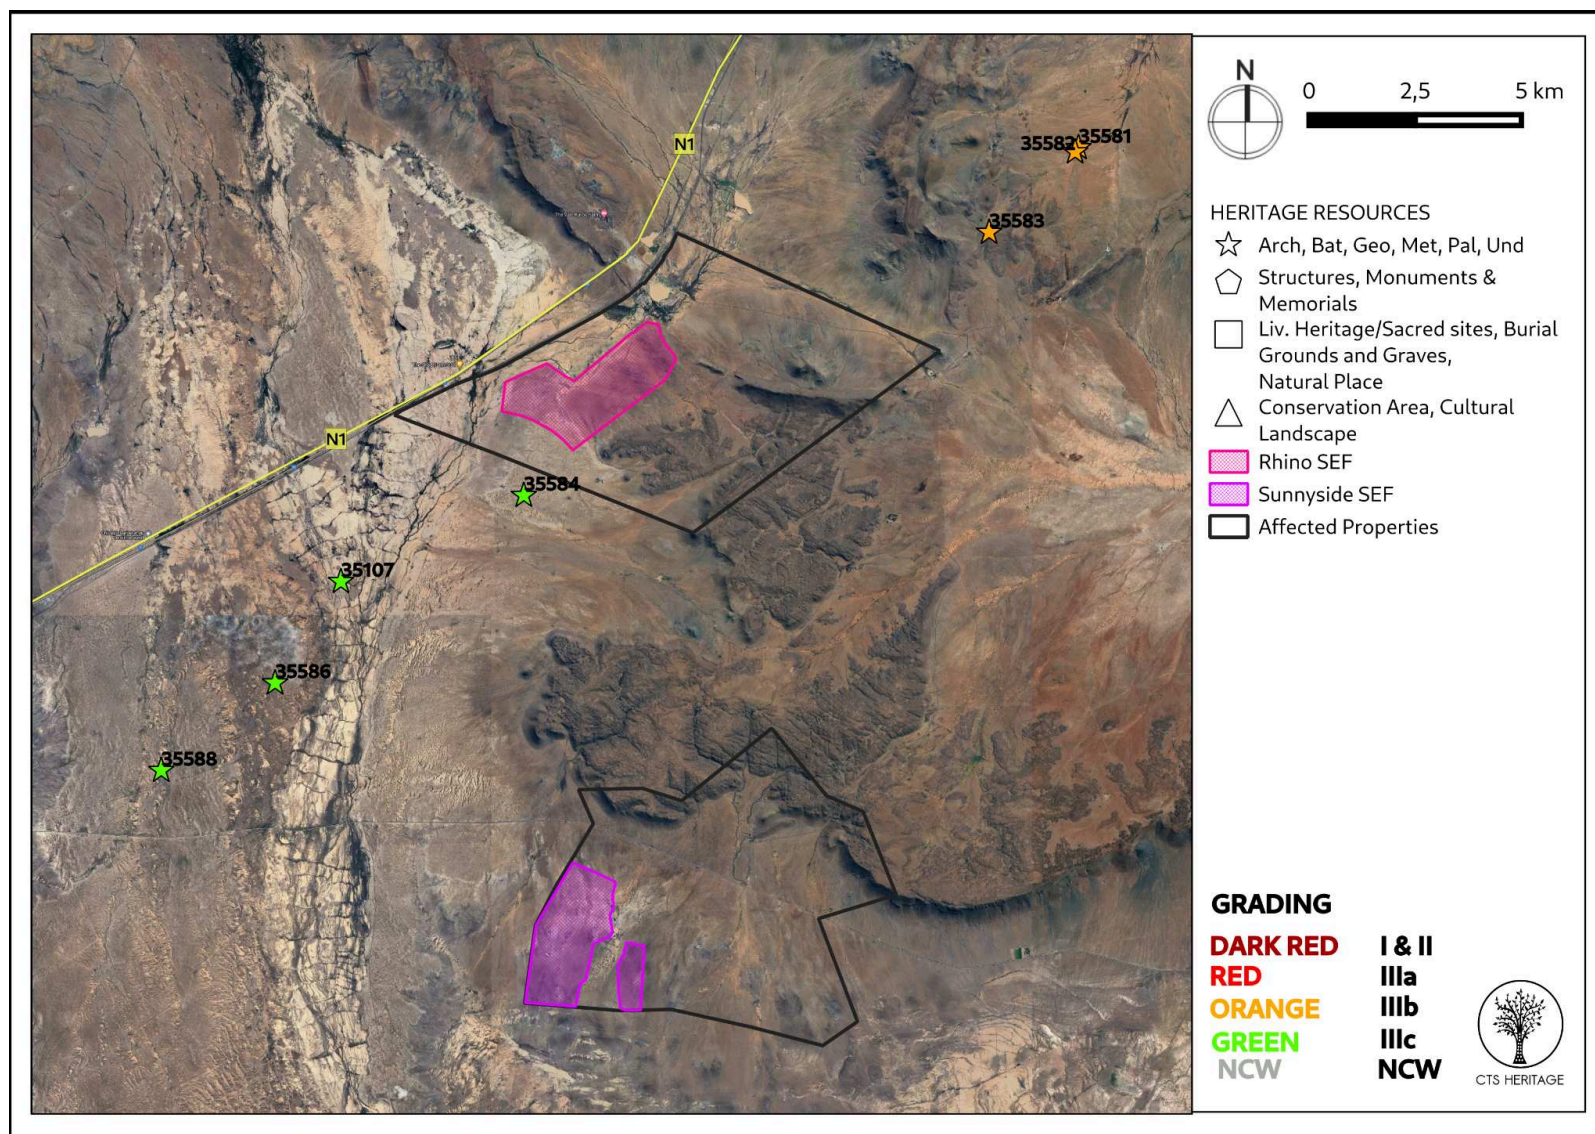 N
0 2,5 5 km
N1
35582
35581
35583
N1
35584
35107
35586
35588
HERITAGE RESOURCES
Arch, Bat, Geo, Met, Pal, Und
Structures, Monuments &
Memorials
Liv. Heritage/Sacred sites, Burial
Grounds and Graves,
Natural Place
Conservation Area, Cultural
Landscape
Rhino SEF
Sunnyside SEF
Affected Properties
GRADING
DARK RED I & II
RED IIIa
ORANGE IIIb
GREEN IIIc
NCW NCW
CTS HERITAGE